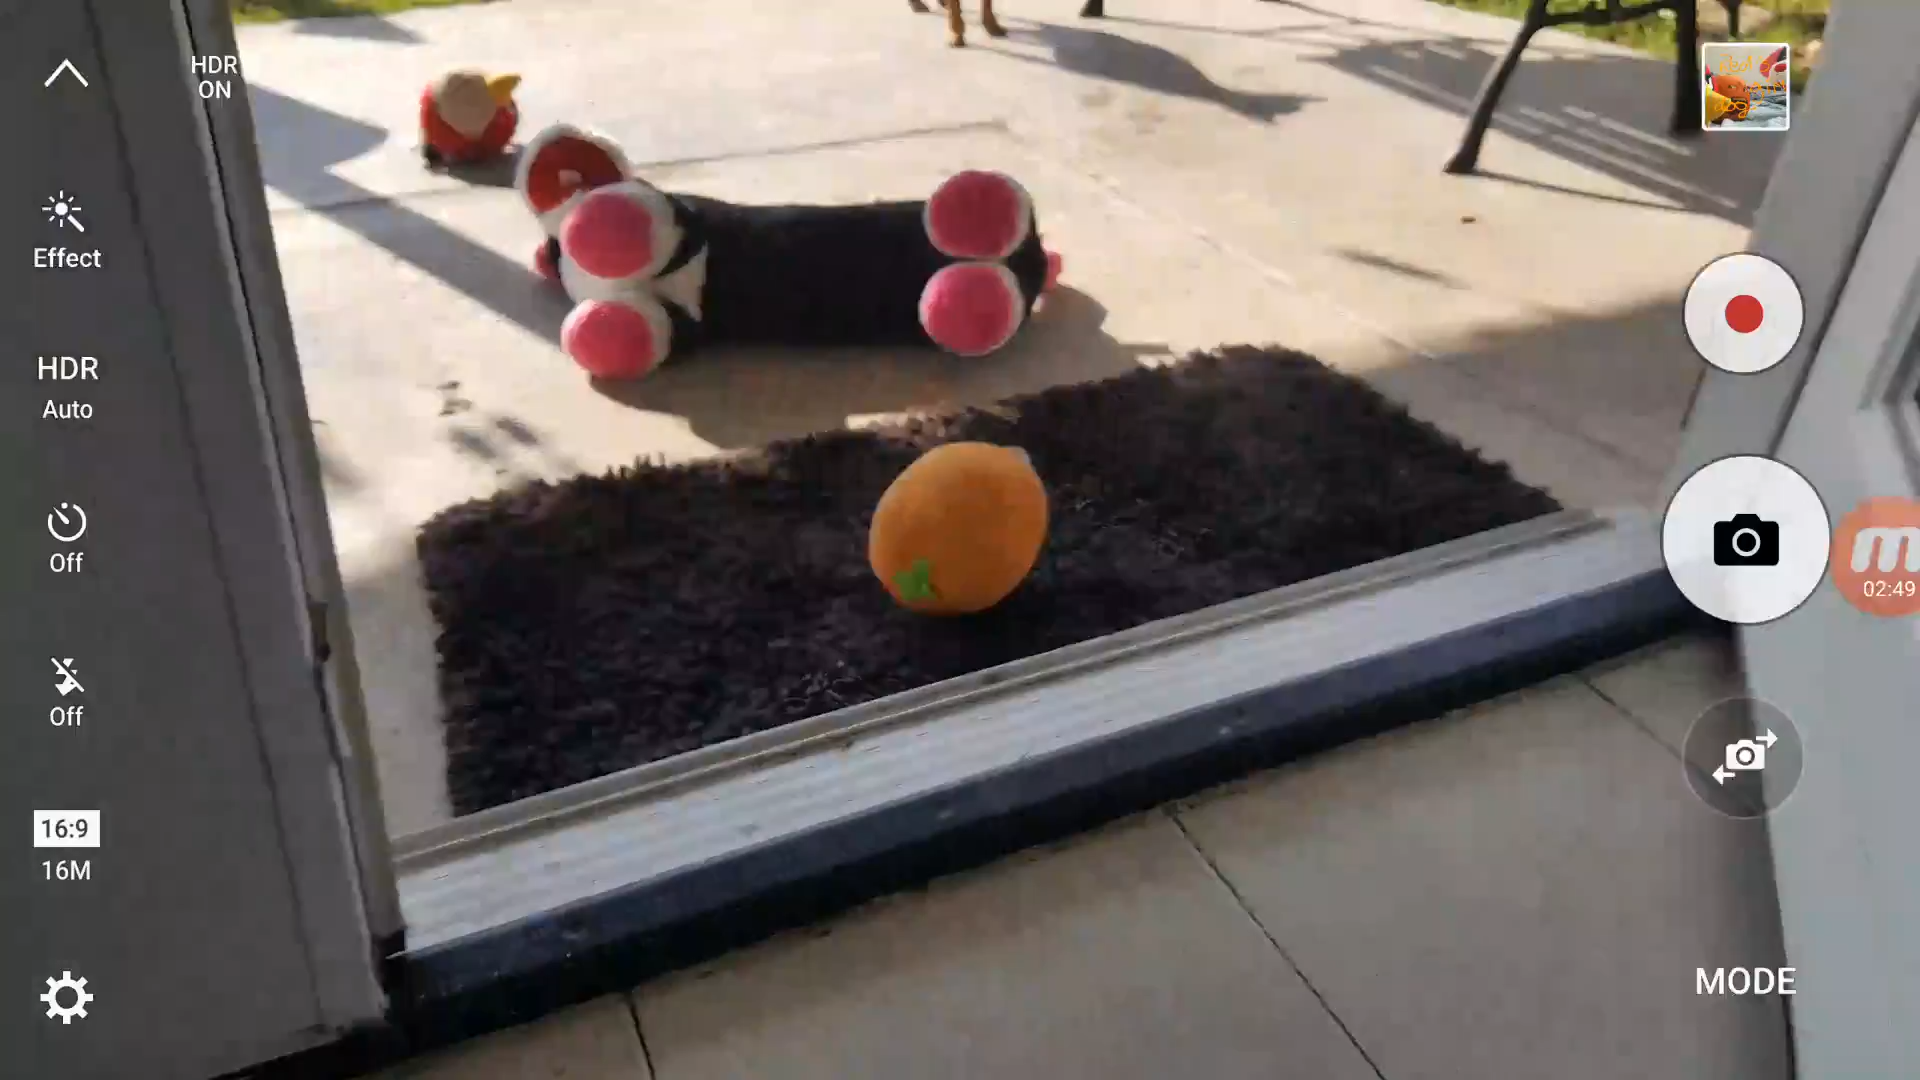 HDR
ON
Effect
HDR
Auto
Off
Off
16:9
16M
02:49
MODE